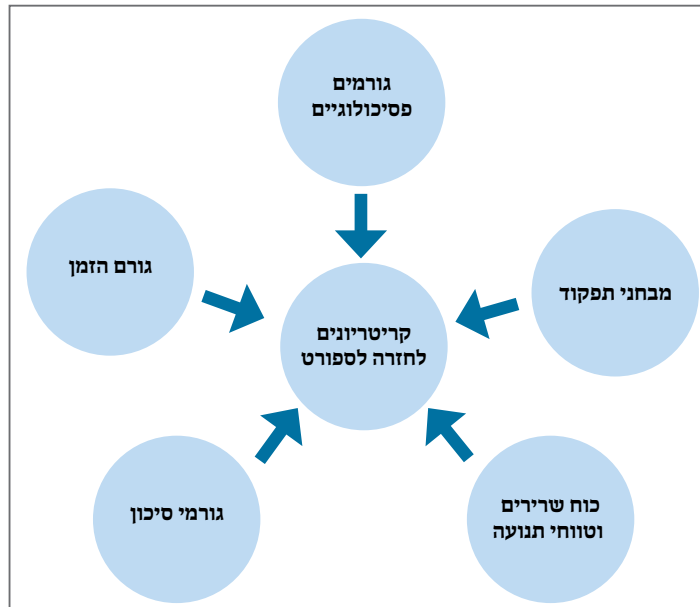 גורמים
פסיכולוגיים
מבחני תפקוד
גורם הזמן
קריטריונים
לחזרה לספורט
כוח שרירים
וטווחי תנועה
גורמי סיכון